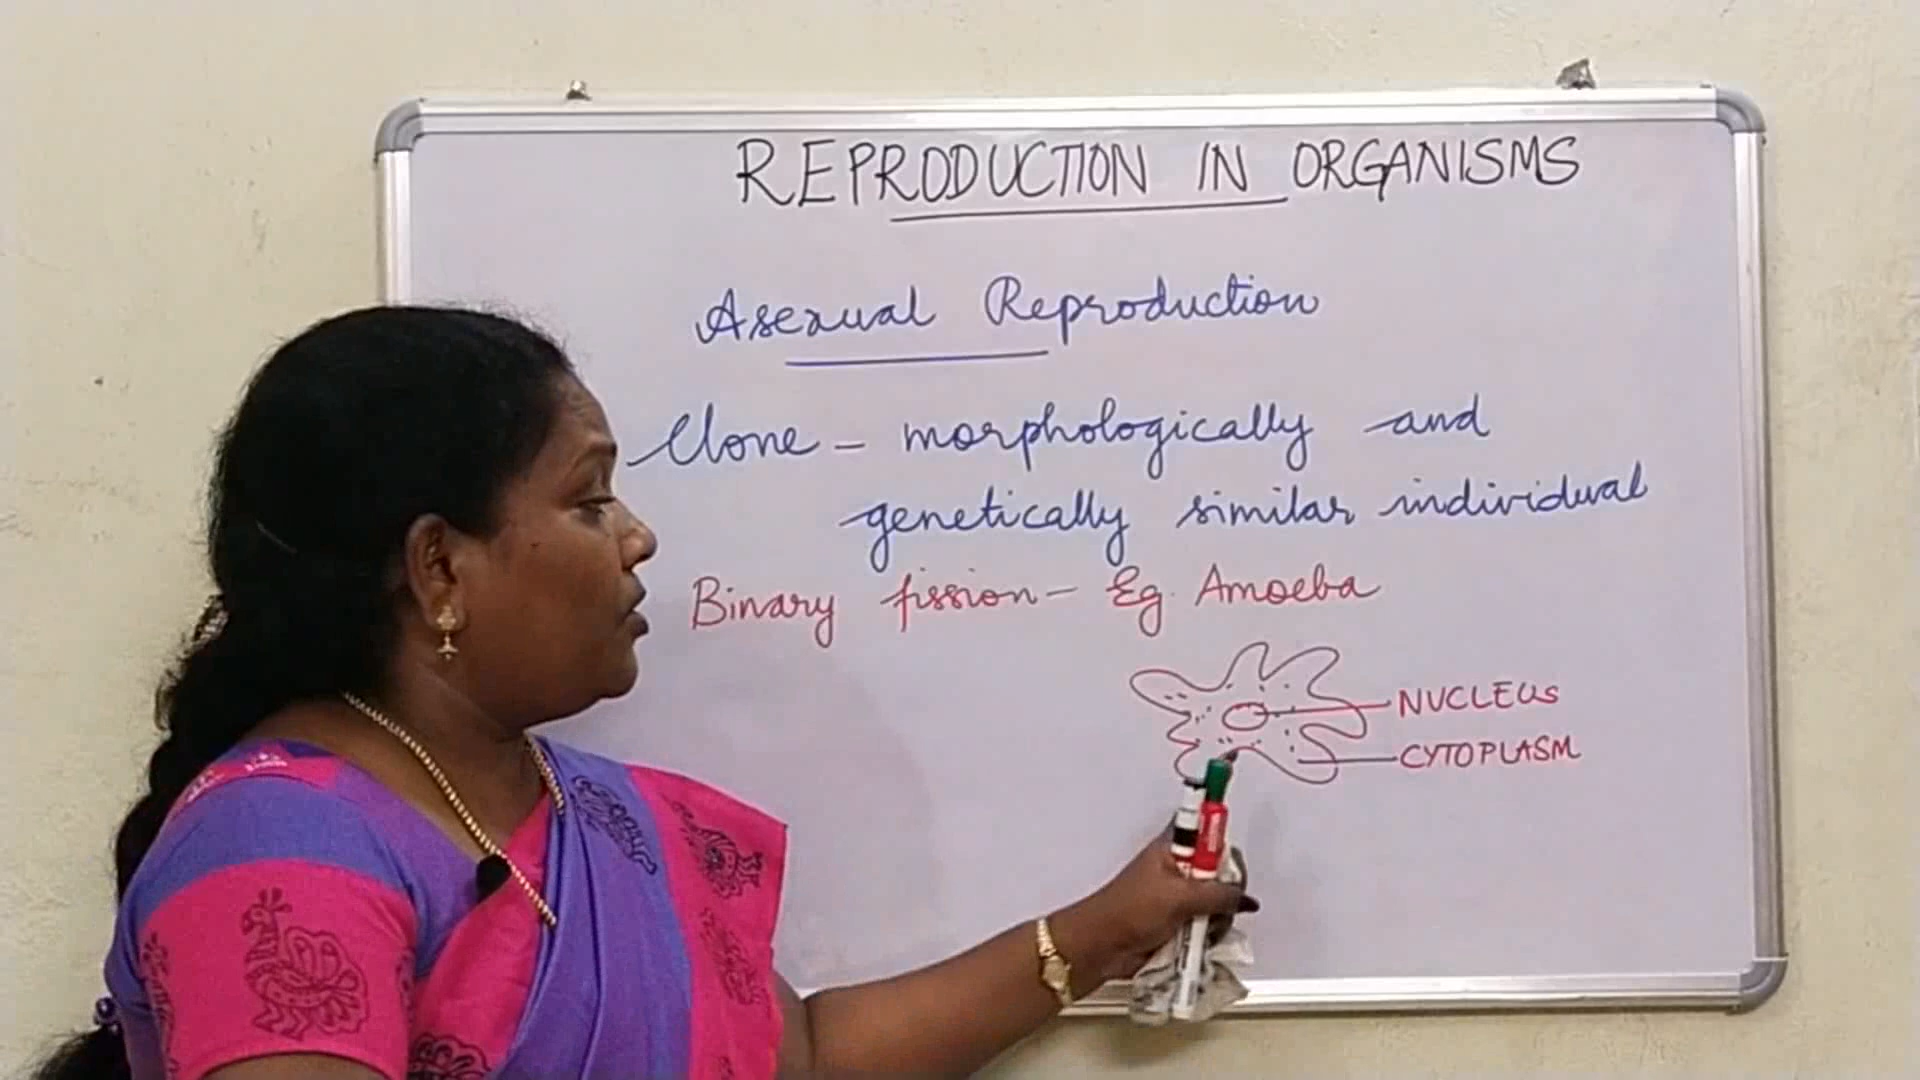 REPRODUCTION IN ORGANISMS
Asexual Reproduction
Clone - morphologically and
genetically similar individual
Binary fission - Eg. Amoeba
NUCLEUS
CYTOPLASM